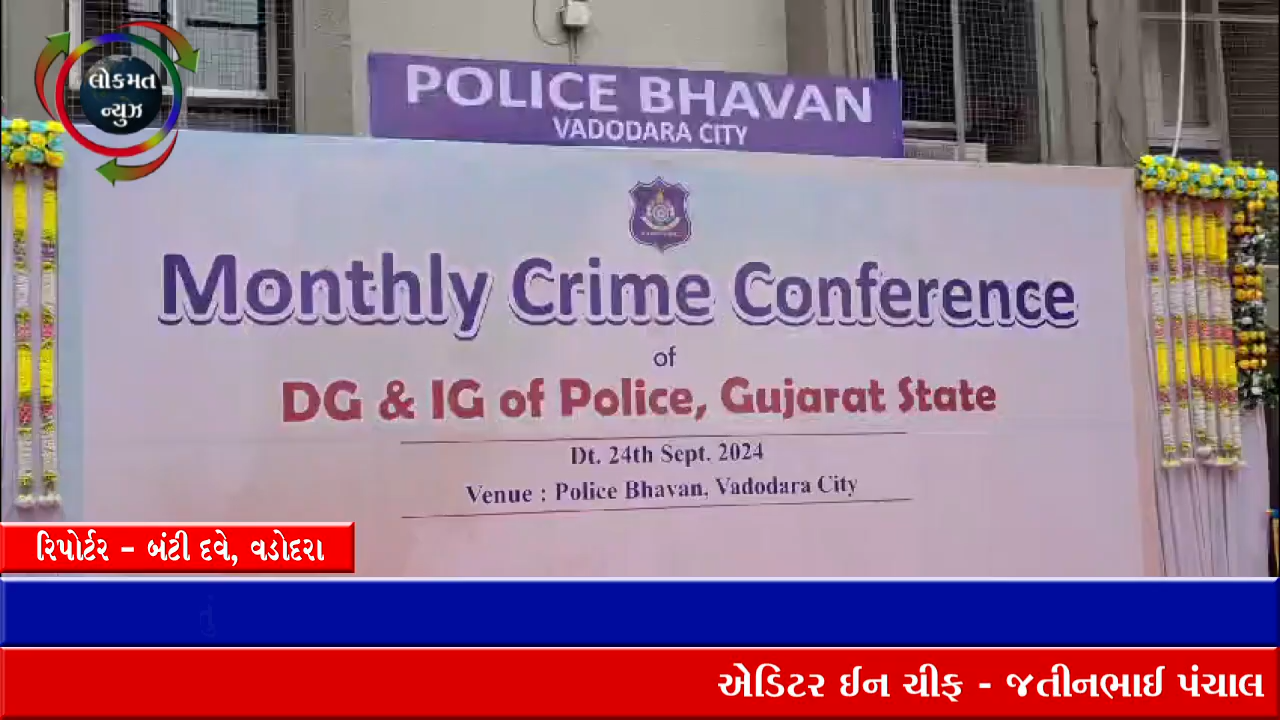 લોકમત
ન્યુઝ
POLICE BHAVAN
VADODARA CITY
Monthly Crime Conference
of
DG & IG of Police, Gujarat State
Dt. 24th Sept. 2024
Venue : Police Bhavan, Vadodara City
રિપોર્ટર - બંટી દવે, વડોદરા
એડિટર ઈન ચીફ - જતીનભાઈ પંચાલ